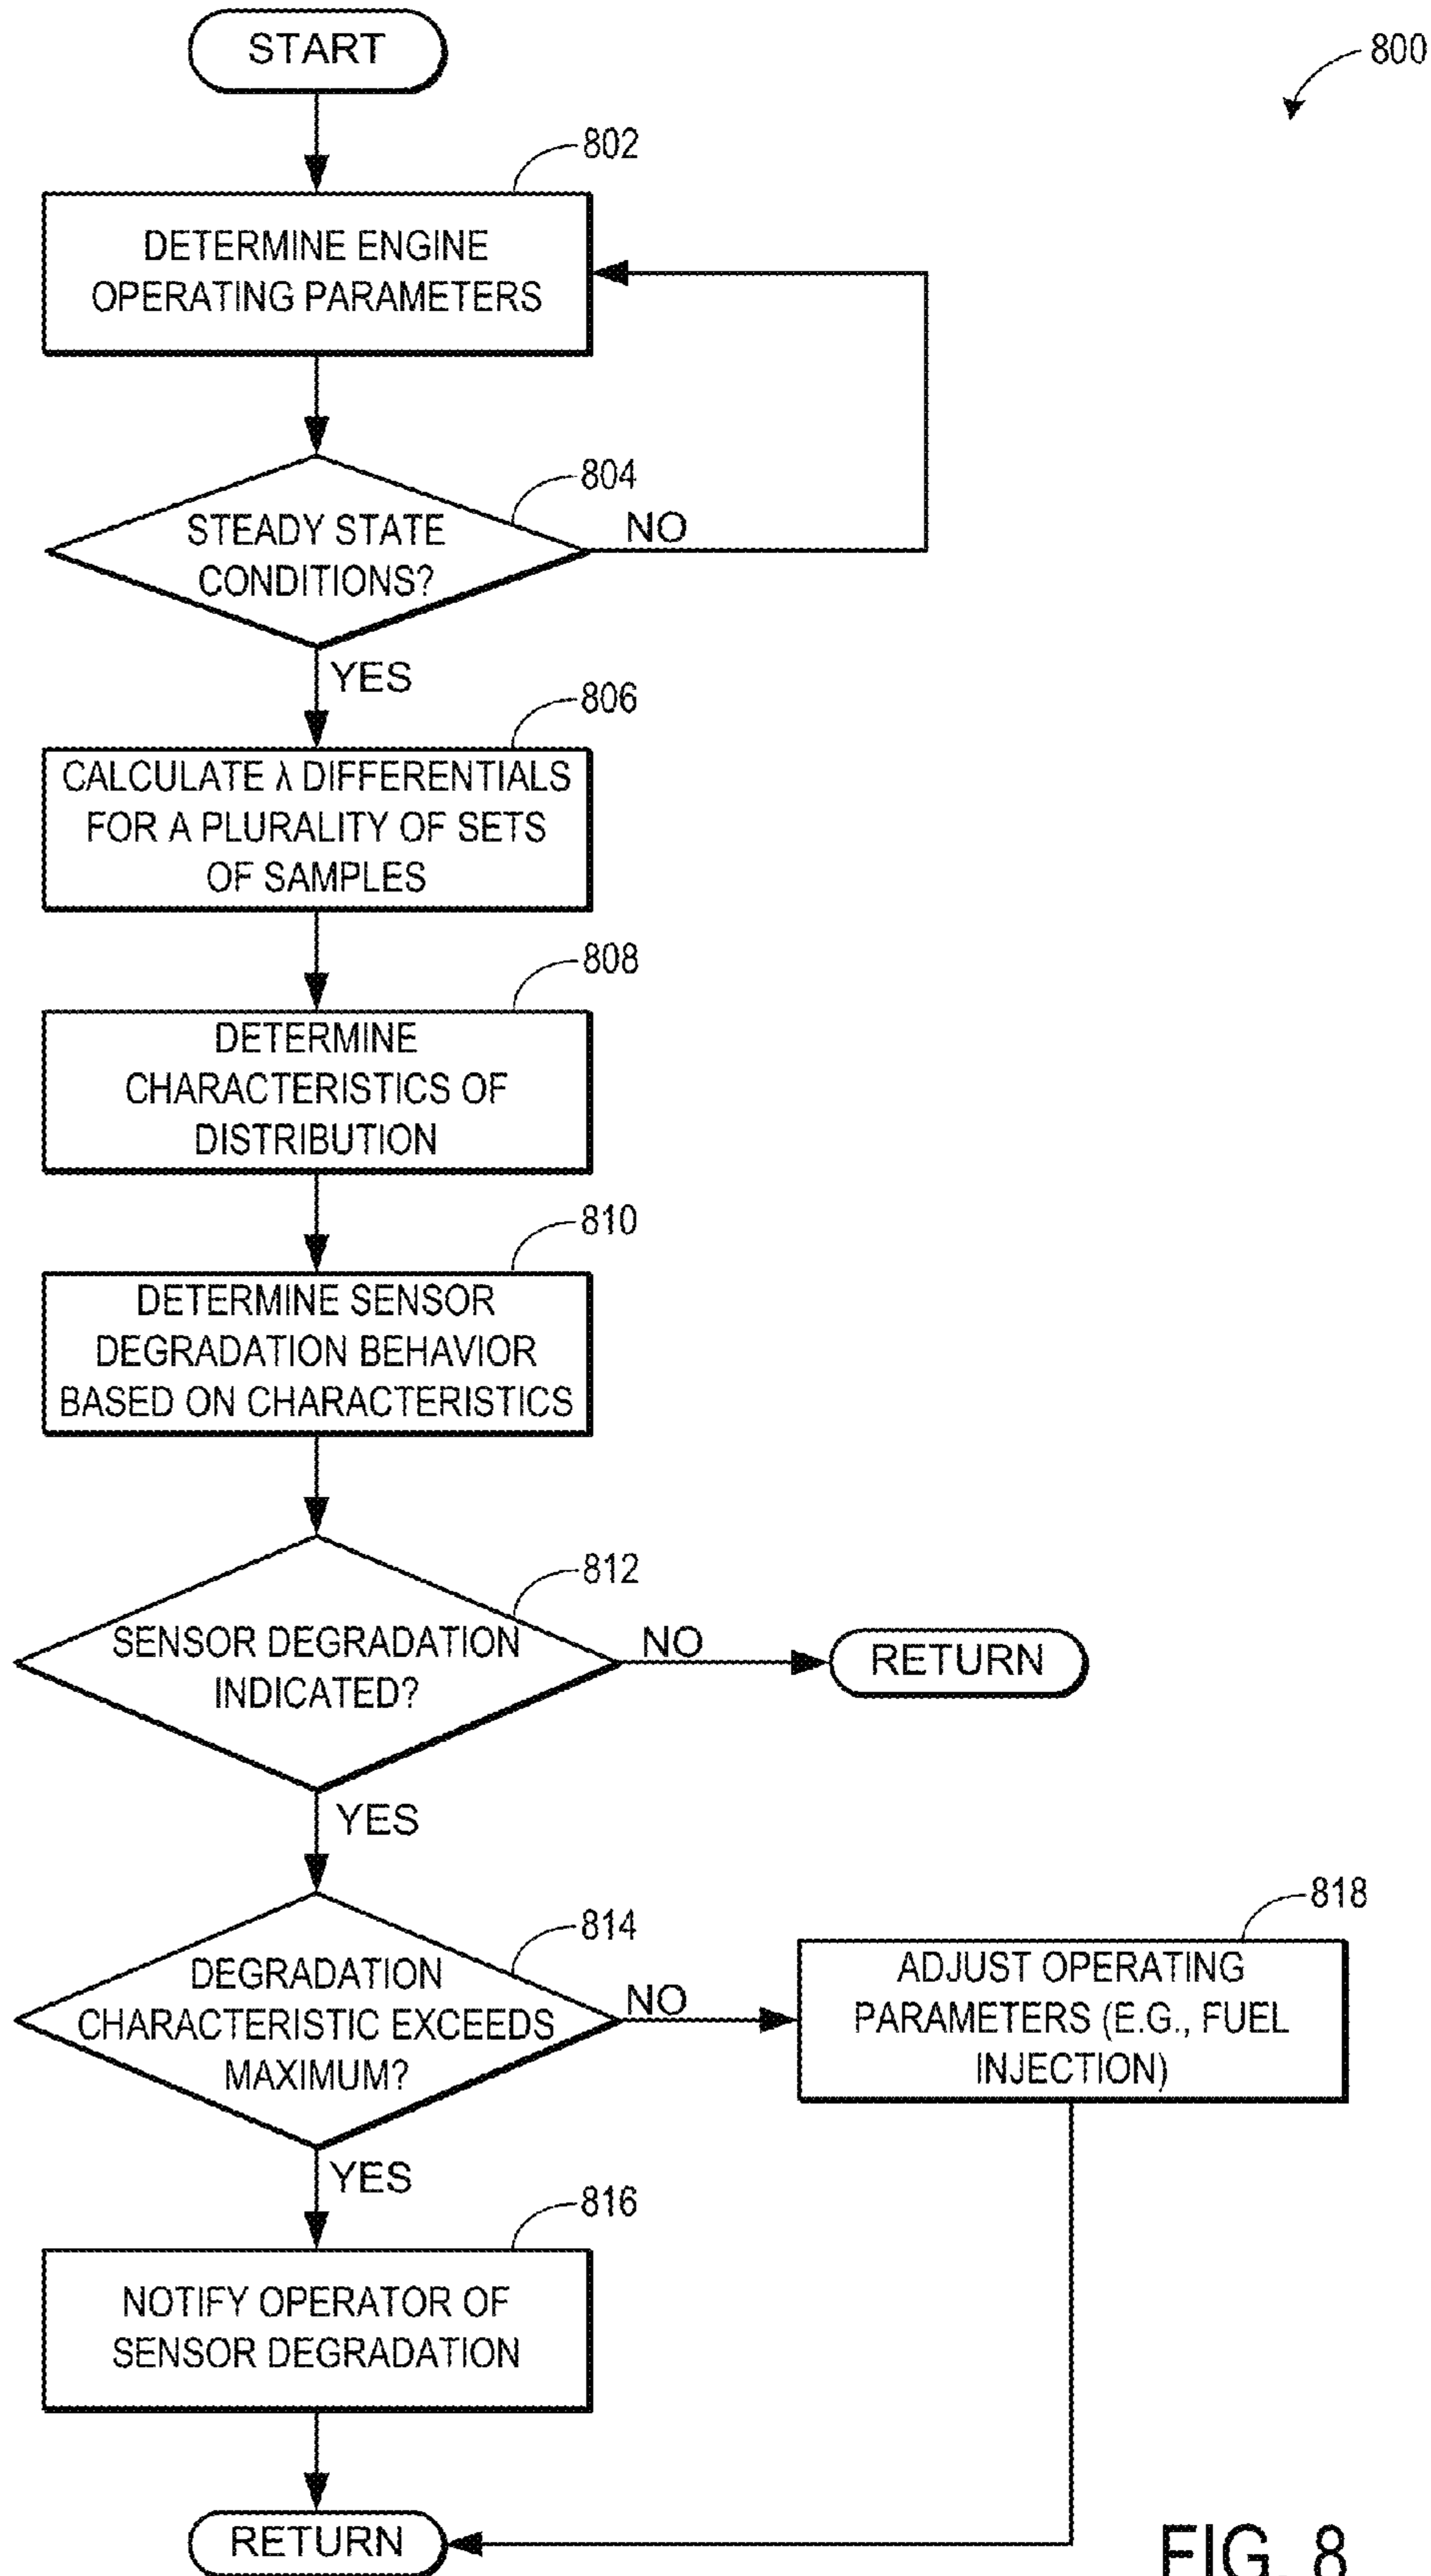 START
800
802
DETERMINE ENGINE
OPERATING PARAMETERS
804
STEADY STATE
CONDITIONS?
NO
YES
806
CALCULATE λ DIFFERENTIALS
FOR A PLURALITY OF SETS
OF SAMPLES
808
DETERMINE
CHARACTERISTICS OF
DISTRIBUTION
810
DETERMINE SENSOR
DEGRADATION BEHAVIOR
BASED ON CHARACTERISTICS
812
SENSOR DEGRADATION
INDICATED?
NO
RETURN
YES
814
DEGRADATION
CHARACTERISTIC EXCEEDS
MAXIMUM?
NO
818
ADJUST OPERATING
PARAMETERS (E.G., FUEL
INJECTION)
YES
816
NOTIFY OPERATOR OF
SENSOR DEGRADATION
RETURN
FIG. 8